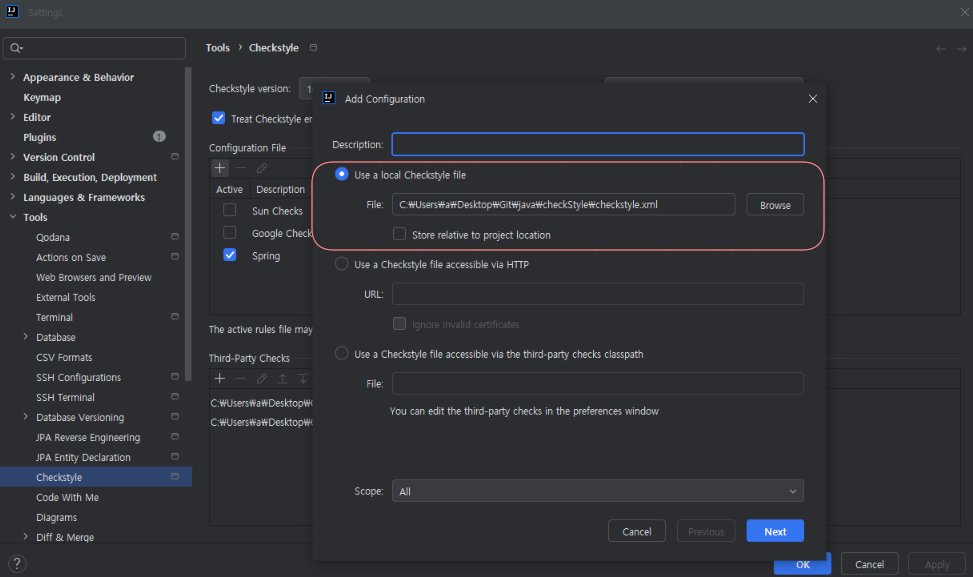 Settings
Tools › Checkstyle
Appearance & Behavior
Keymap
Editor
Plugins 1
Version Control
Build, Execution, Deployment
Languages & Frameworks
Tools
Qodana
Actions on Save
Web Browsers and Preview
External Tools
Terminal
Database
CSV Formats
SSH Configurations
SSH Terminal
Database Versioning
JPA Reverse Engineering
JPA Entity Declaration
Checkstyle
Code With Me
Diagrams
Diff & Merge
?
Checkstyle version: 1
Treat Checkstyle er
Configuration File
Active Description
Sun Checks
Google Check
Spring
The active rules file may
Third-Party Checks
C:₩Users₩a₩Desktop₩G
C:₩Users₩a₩Desktop₩G
Add Configuration
Description:
Use a local Checkstyle file
File: C:₩Users₩a₩Desktop₩Git₩java₩checkStyle₩checkstyle.xml Browse
Store relative to project location
Use a Checkstyle file accessible via HTTP
URL:
Ignore invalid certificates
Use a Checkstyle file accessible via the third-party checks classpath
File:
You can edit the third-party checks in the preferences window
Scope: All
Cancel Previous Next
OK Cancel Apply